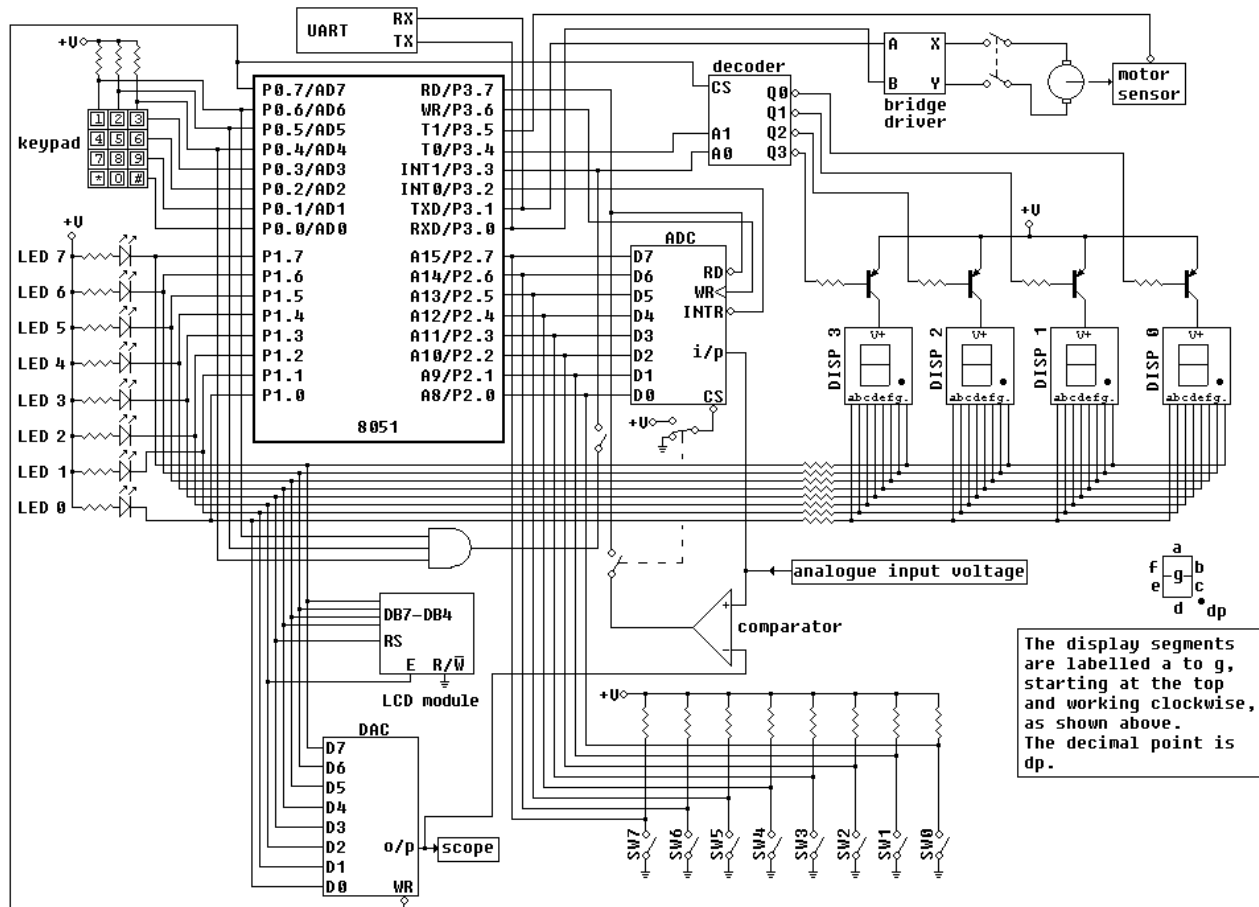 UART
RX
TX
+V
keypad
1 2 3
4 5 6
7 8 9
* 0 #
P0.7/AD7
P0.6/AD6
P0.5/AD5
P0.4/AD4
P0.3/AD3
P0.2/AD2
P0.1/AD1
P0.0/AD0
P1.7
P1.6
P1.5
P1.4
P1.3
P1.2
P1.1
P1.0
RD/P3.7
WR/P3.6
T1/P3.5
T0/P3.4
INT1/P3.3
INT0/P3.2
TXD/P3.1
RXD/P3.0
A15/P2.7
A14/P2.6
A13/P2.5
A12/P2.4
A11/P2.3
A10/P2.2
A9/P2.1
A8/P2.0
8051
decoder
CS
A1
A0
Q0
Q1
Q2
Q3
A
B
X
Y
bridge
driver
motor
sensor
+V
LED 7
LED 6
LED 5
LED 4
LED 3
LED 2
LED 1
LED 0
ADC
D7
D6
D5
D4
D3
D2
D1
D0
RD
WR
INTR
i/p
CS
+V
+V
DISP 3
V+
abcdefg.
DISP 2
V+
abcdefg.
DISP 1
V+
abcdefg.
DISP 0
V+
abcdefg.
analogue input voltage
+
-
comparator
a
f g b
e c
d dp
The display segments
are labelled a to g,
starting at the top
and working clockwise,
as shown above.
The decimal point is
dp.
DB7-DB4
RS
E R/W̅
LCD module
DAC
D7
D6
D5
D4
D3
D2
D1
D0
o/p
WR
scope
+V
SW7
SW6
SW5
SW4
SW3
SW2
SW1
SW0